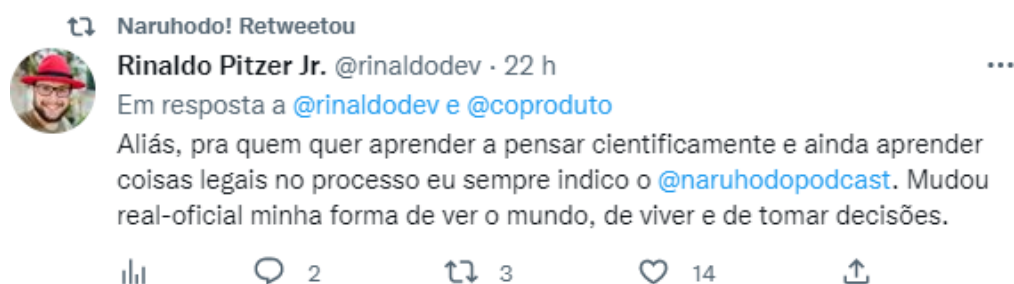 Naruhodo! Retweetou
Rinaldo Pitzer Jr. @rinaldodev · 22 h
Em resposta a @rinaldodev e @coproduto
Aliás, pra quem quer aprender a pensar cientificamente e ainda aprender
coisas legais no processo eu sempre indico o @naruhodopodcast. Mudou
real-oficial minha forma de ver o mundo, de viver e de tomar decisões.
2 3 14